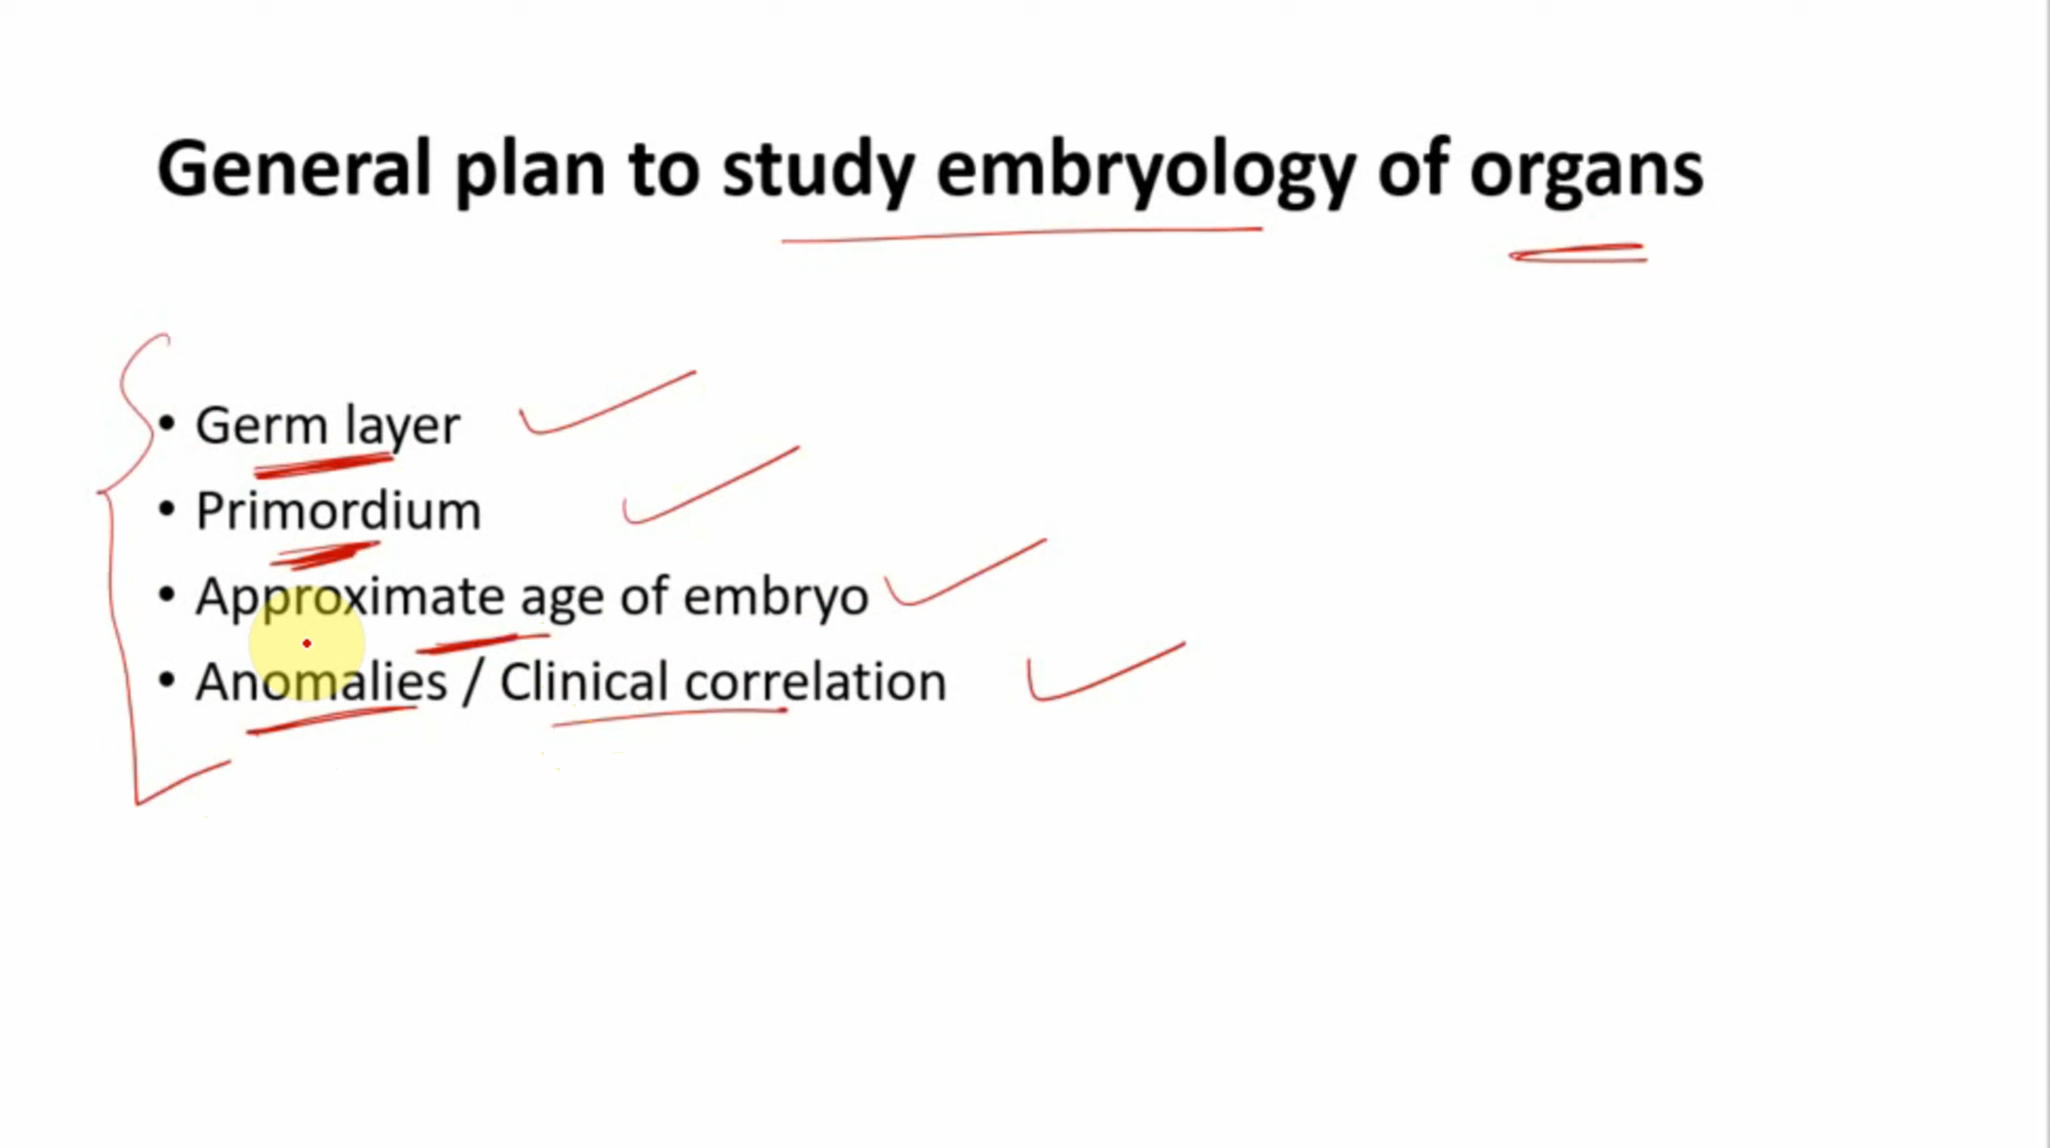 General plan to study embryology of organs
• Germ layer
• Primordium
• Approximate age of embryo
• Anomalies / Clinical correlation